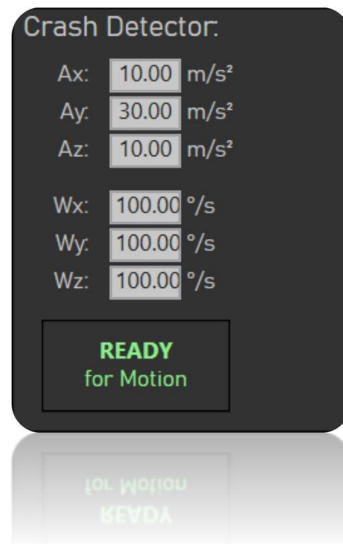 Crash Detector:
Ax: 10.00 m/s²
Ay: 30.00 m/s²
Az: 10.00 m/s²
Wx: 100.00 °/s
Wy: 100.00 °/s
Wz: 100.00 °/s
READY
for Motion